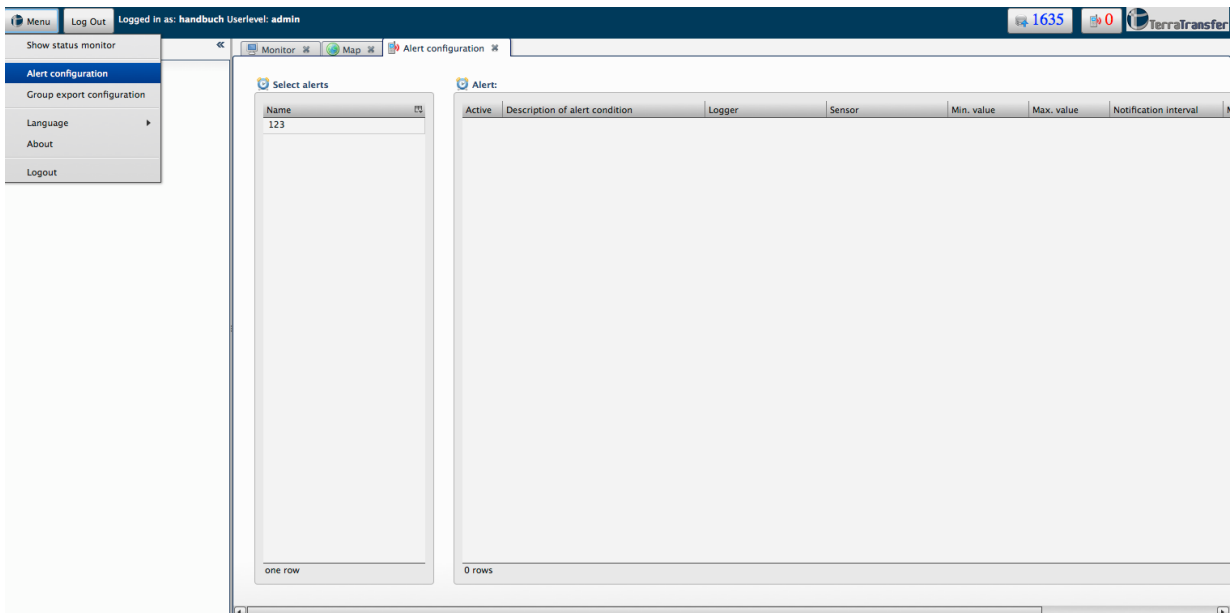 Menu
Log Out
Logged in as: handbuch Userlevel: admin
1635
0
TerraTransfer
Show status monitor
Alert configuration
Group export configuration
Language
About
Logout
«
Monitor
Map
Alert configuration
Select alerts
Name
123
one row
Alert:
Active Description of alert condition Logger Sensor Min. value Max. value Notification interval
0 rows